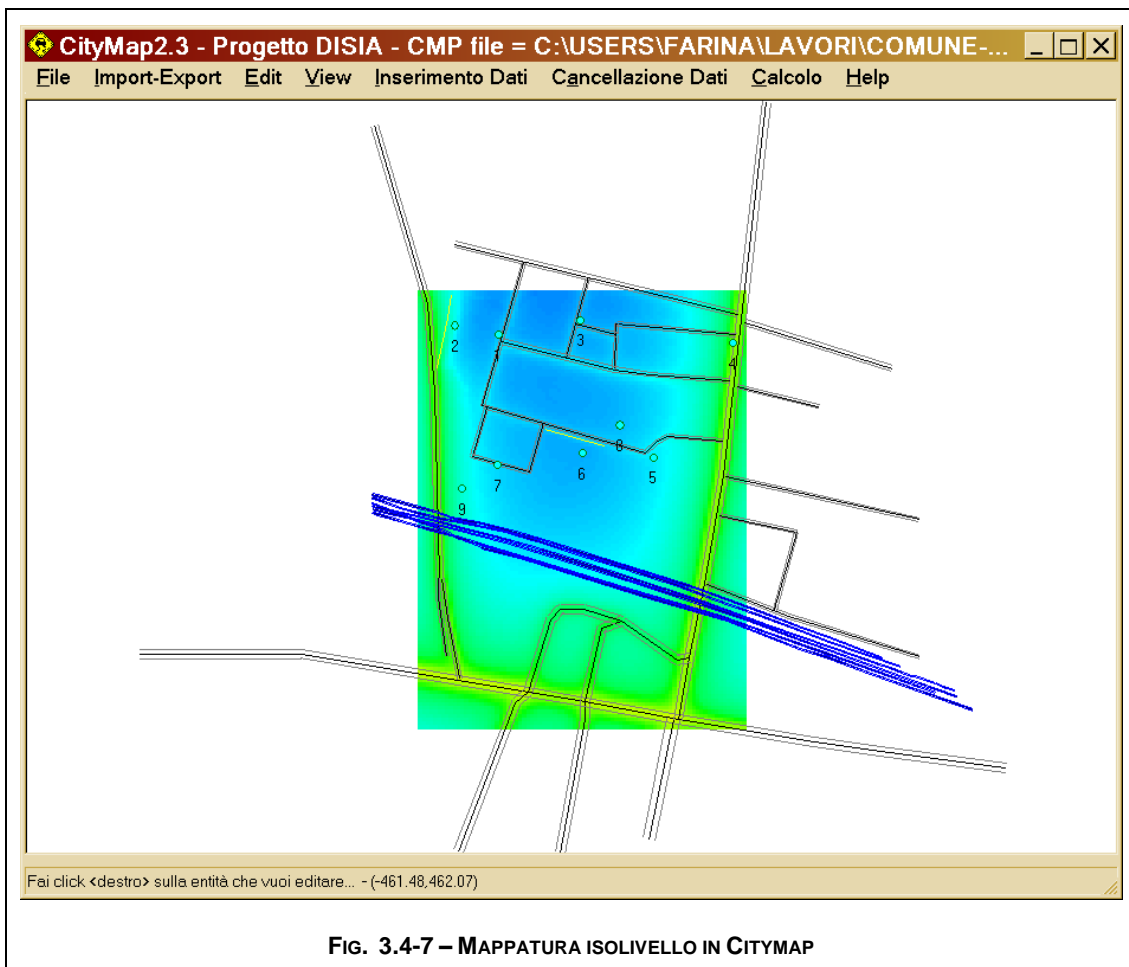 CityMap2.3 - Progetto DISIA - CMP file = C:\USERS\FARINA\LAVORI\COMUNE-...
File Import-Export Edit View Inserimento Dati Cancellazione Dati Calcolo Help
2
1
3
4
8
6
5
7
9
Fai click <destro> sulla entità che vuoi editare... - (-461.48,462.07)
FIG. 3.4-7 – MAPPATURA ISOLIVELLO IN CITYMAP